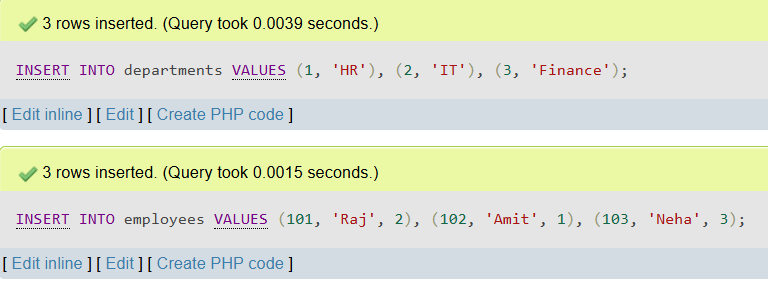 3 rows inserted. (Query took 0.0039 seconds.)
INSERT INTO departments VALUES (1, 'HR'), (2, 'IT'), (3, 'Finance');
[ Edit inline ] [ Edit ] [ Create PHP code ]
3 rows inserted. (Query took 0.0015 seconds.)
INSERT INTO employees VALUES (101, 'Raj', 2), (102, 'Amit', 1), (103, 'Neha', 3);
[ Edit inline ] [ Edit ] [ Create PHP code ]